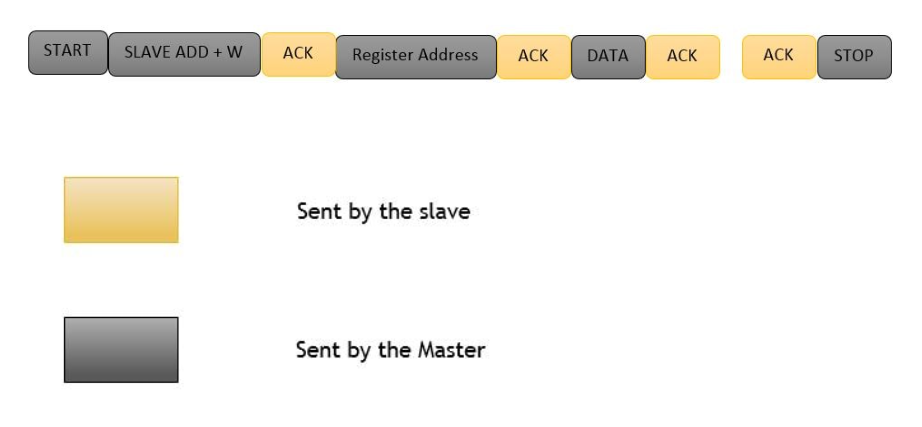 START SLAVE ADD + W ACK Register Address ACK DATA ACK ACK STOP
Sent by the slave
Sent by the Master